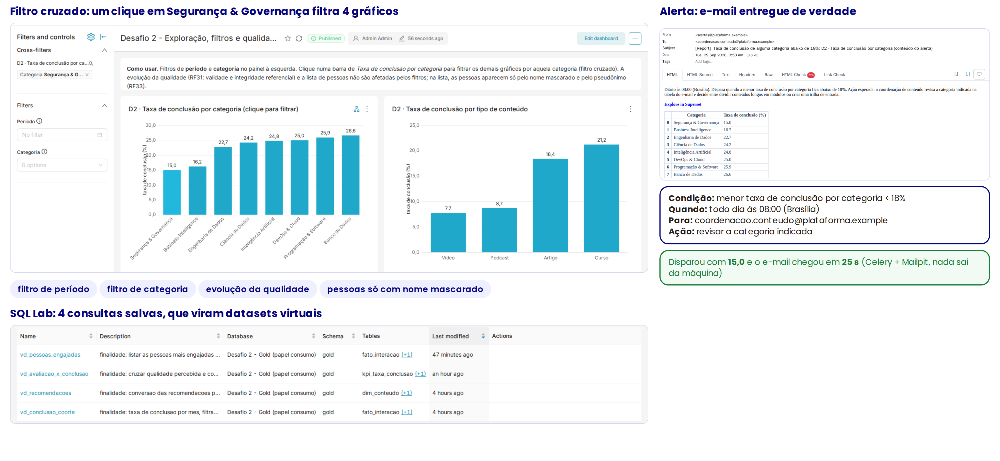 Filtro cruzado: um clique em Segurança & Governança filtra 4 gráficos
Filters and controls
Cross-filters
D2 · Taxa de conclusão por ca...
Categoria Segurança & G... ×
Filters
Período
No filter
Categoria
8 options
Desafio 2 - Exploração, filtros e qualida...
Published
Admin Admin
56 seconds ago
Edit dashboard
...
Como usar. Filtros de período e categoria no painel à esquerda. Clique numa barra de Taxa de conclusão por categoria para filtrar os demais gráficos por aquela categoria (filtro cruzado). A
evolução da qualidade (RF31: validade e integridade referencial) e a lista de pessoas não são afetadas pelos filtros; na lista, as pessoas aparecem só pelo nome mascarado e pelo pseudônimo
(RF33).
D2 · Taxa de conclusão por categoria (clique para filtrar)
taxa de conclusão (%)
30,0
25,0
20,0
15,0
10,0
5,0
0,0
15,0
16,2
22,7
24,2
24,8
25,0
25,9
26,6
Segurança & Governança
Business Intelligence
Engenharia de Dados
Ciência de Dados
Inteligência Artificial
DevOps & Cloud
Programação & Software
Banco de Dados
D2 · Taxa de conclusão por tipo de conteúdo
taxa de conclusão (%)
25,0
20,0
15,0
10,0
5,0
0,0
7,7
8,7
18,4
21,2
Vídeo
Podcast
Artigo
Curso
filtro de período
filtro de categoria
evolução da qualidade
pessoas só com nome mascarado
SQL Lab: 4 consultas salvas, que viram datasets virtuais
Name Description Database Schema Tables Last modified Actions
vd_pessoas_engajadas finalidade: listar as pessoas mais engajadas ... Desafio 2 - Gold (papel consumo) gold fato_interacao (+1) 47 minutes ago
vd_avaliacao_x_conclusao finalidade: cruzar qualidade percebida e co... Desafio 2 - Gold (papel consumo) gold kpi_taxa_conclusao (+1) an hour ago
vd_recomendacoes finalidade: conversao das recomendacoes p... Desafio 2 - Gold (papel consumo) gold dim_conteudo (+1) 4 hours ago
vd_conclusao_coorte finalidade: taxa de conclusao por mes, filtra... Desafio 2 - Gold (papel consumo) gold fato_interacao (+1) 4 hours ago
Alerta: e-mail entregue de verdade
From <alertas@plataforma.example>
To <coordenacao.conteudo@plataforma.example>
Subject [Report] Taxa de conclusão de alguma categoria abaixo de 18%: D2 · Taxa de conclusão por categoria (conteúdo do alerta)
Date Tue, 29 Sep 2026, 3:58 am (3.6 kB)
Tags Add tags...
HTML HTML Source Text Headers Raw HTML Check 72% Link Check
Diário às 08:00 (Brasília). Dispara quando a menor taxa de conclusão por categoria fica abaixo de 18%. Ação esperada: a coordenação de conteúdo revisa a categoria indicada na
tabela do e-mail e decide entre dividir conteúdos longos em módulos ou criar uma trilha de entrada.
Explore in Superset
Categoria Taxa de conclusão (%)
0 Segurança & Governança 15.0
1 Business Intelligence 16.2
2 Engenharia de Dados 22.7
3 Ciência de Dados 24.2
4 Inteligência Artificial 24.8
5 DevOps & Cloud 25.0
6 Programação & Software 25.9
7 Banco de Dados 26.6
Condição: menor taxa de conclusão por categoria < 18%
Quando: todo dia às 08:00 (Brasília)
Para: coordenacao.conteudo@plataforma.example
Ação: revisar a categoria indicada
Disparou com 15,0 e o e-mail chegou em 25 s (Celery + Mailpit, nada sai
da máquina)